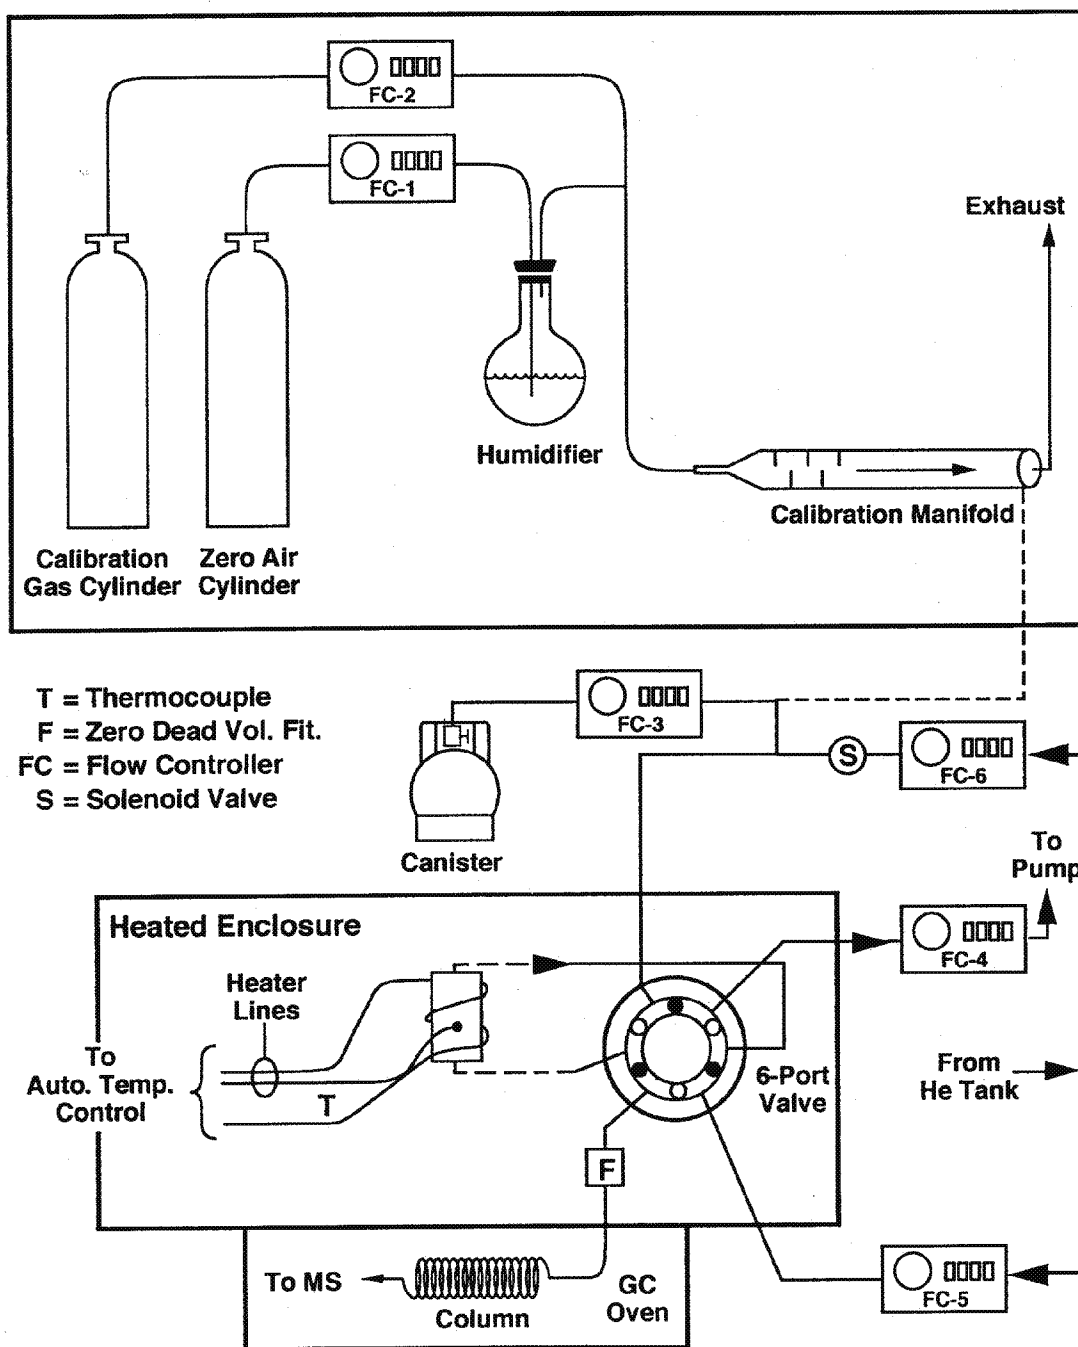 FC-2
FC-1
Exhaust
Humidifier
Calibration Manifold
Calibration
Gas Cylinder
Zero Air
Cylinder
T = Thermocouple
F = Zero Dead Vol. Fit.
FC = Flow Controller
S = Solenoid Valve
FC-3
S
FC-6
Canister
To
Pump
Heated Enclosure
FC-4
Heater
Lines
To
Auto. Temp.
Control
T
6-Port
Valve
From
He Tank
F
To MS
Column
GC
Oven
FC-5